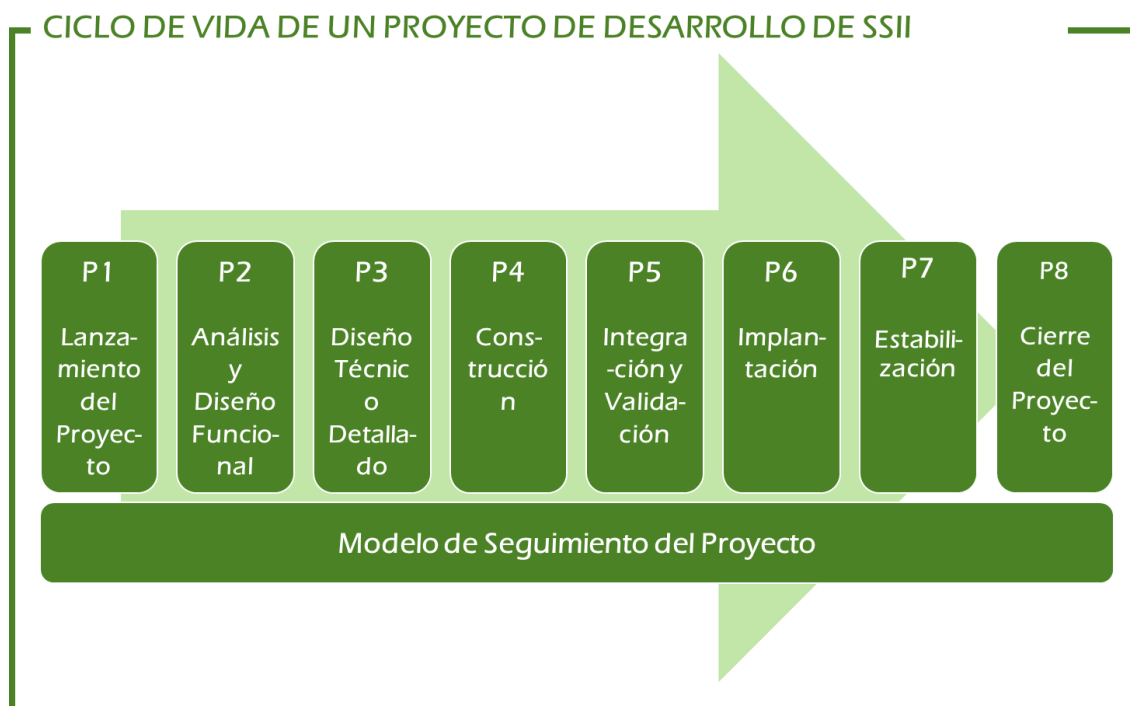 CICLO DE VIDA DE UN PROYECTO DE DESARROLLO DE SSII
P1
Lanza-
miento
del
Proyec-
to
P2
Análisis
y
Diseño
Funcio-
nal
P3
Diseño
Técnic
o
Detalla-
do
P4
Cons-
trucció
n
P5
Integra
-ción y
Valida-
ción
P6
Implan-
tación
P7
Estabili-
zación
P8
Cierre
del
Proyec-
to
Modelo de Seguimiento del Proyecto